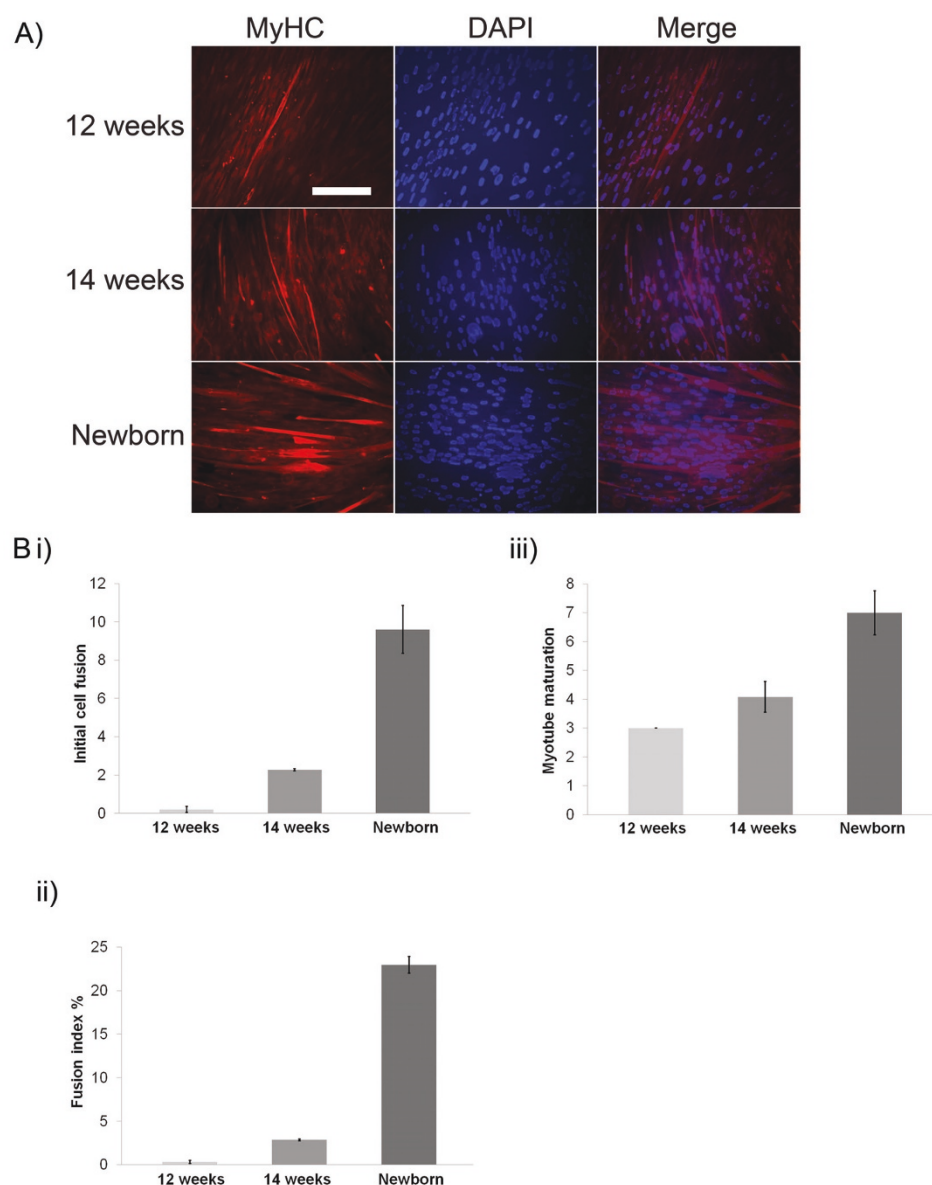 A)
MyHC DAPI Merge
12 weeks
14 weeks
Newborn
B i)
Initial cell fusion
12
10
8
6
4
2
0
12 weeks 14 weeks Newborn
iii)
Myotube maturation
8
7
6
5
4
3
2
1
0
12 weeks 14 weeks Newborn
ii)
Fusion index %
25
20
15
10
5
0
12 weeks 14 weeks Newborn